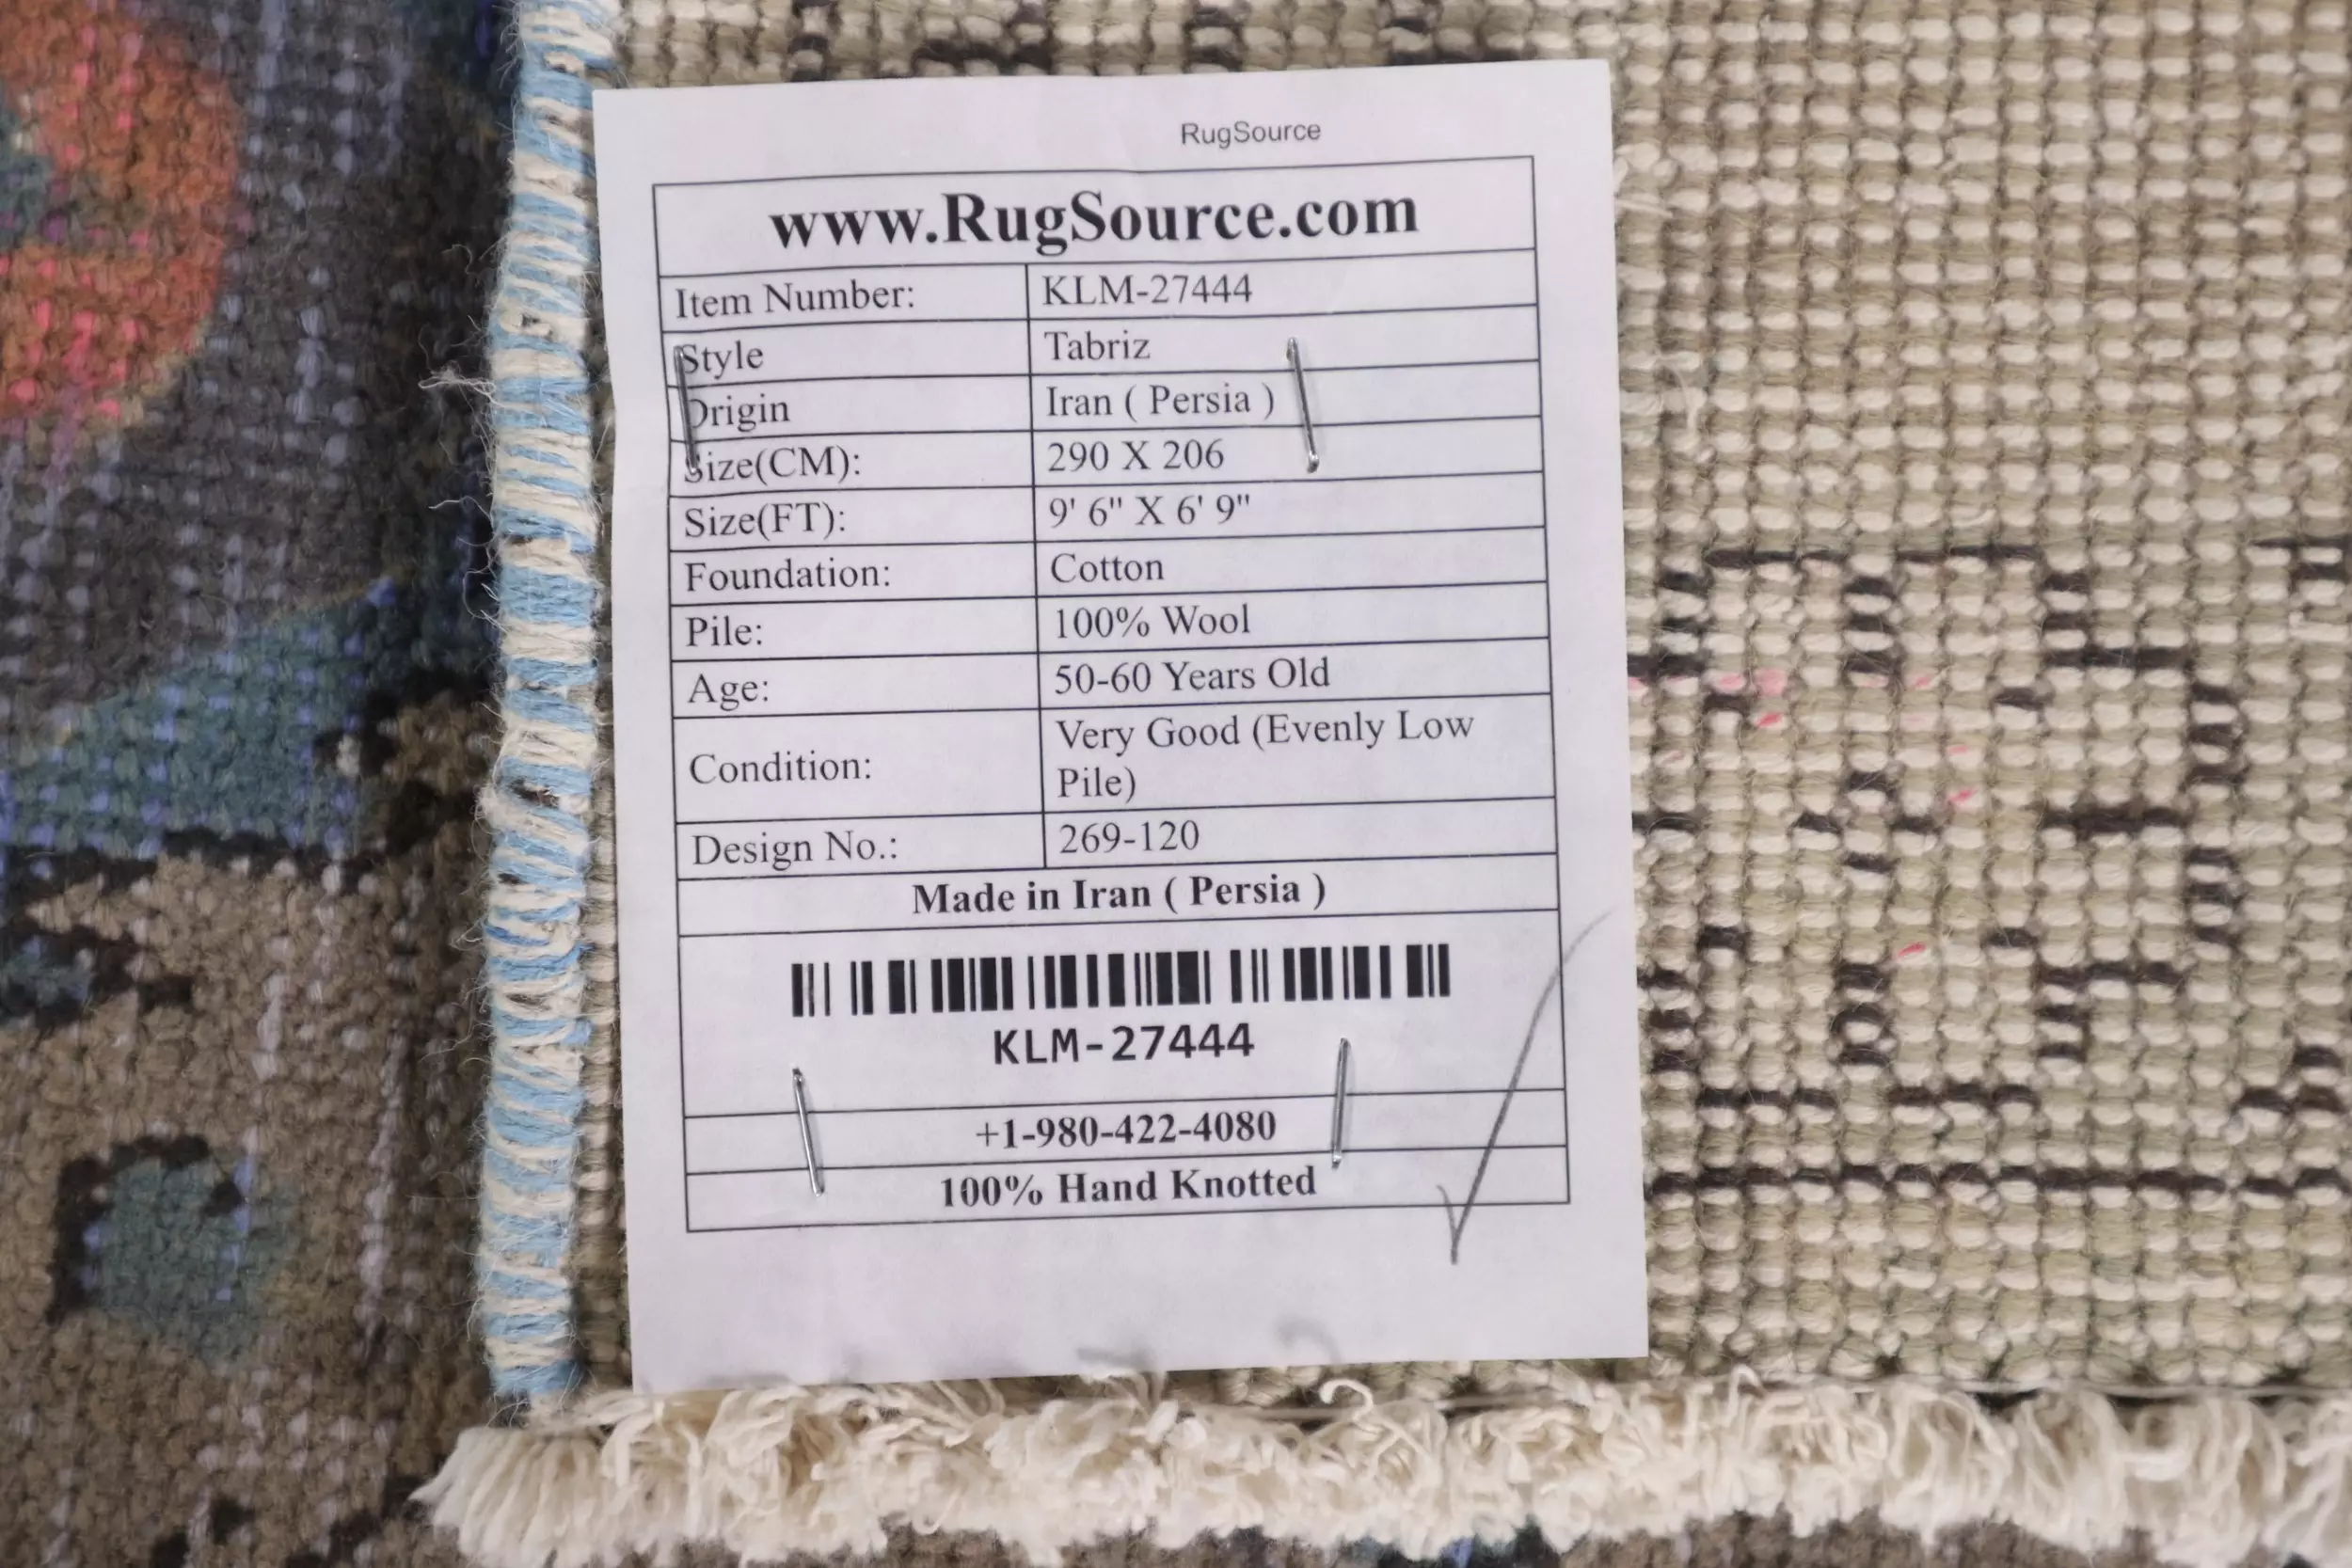 RugSource
www.RugSource.com
Item Number: KLM-27444
Style Tabriz
Origin Iran ( Persia )
Size(CM): 290 X 206
Size(FT): 9' 6" X 6' 9"
Foundation: Cotton
Pile: 100% Wool
Age: 50-60 Years Old
Condition: Very Good (Evenly Low
Pile)
Design No.: 269-120
Made in Iran ( Persia )
KLM-27444
+1-980-422-4080
100% Hand Knotted